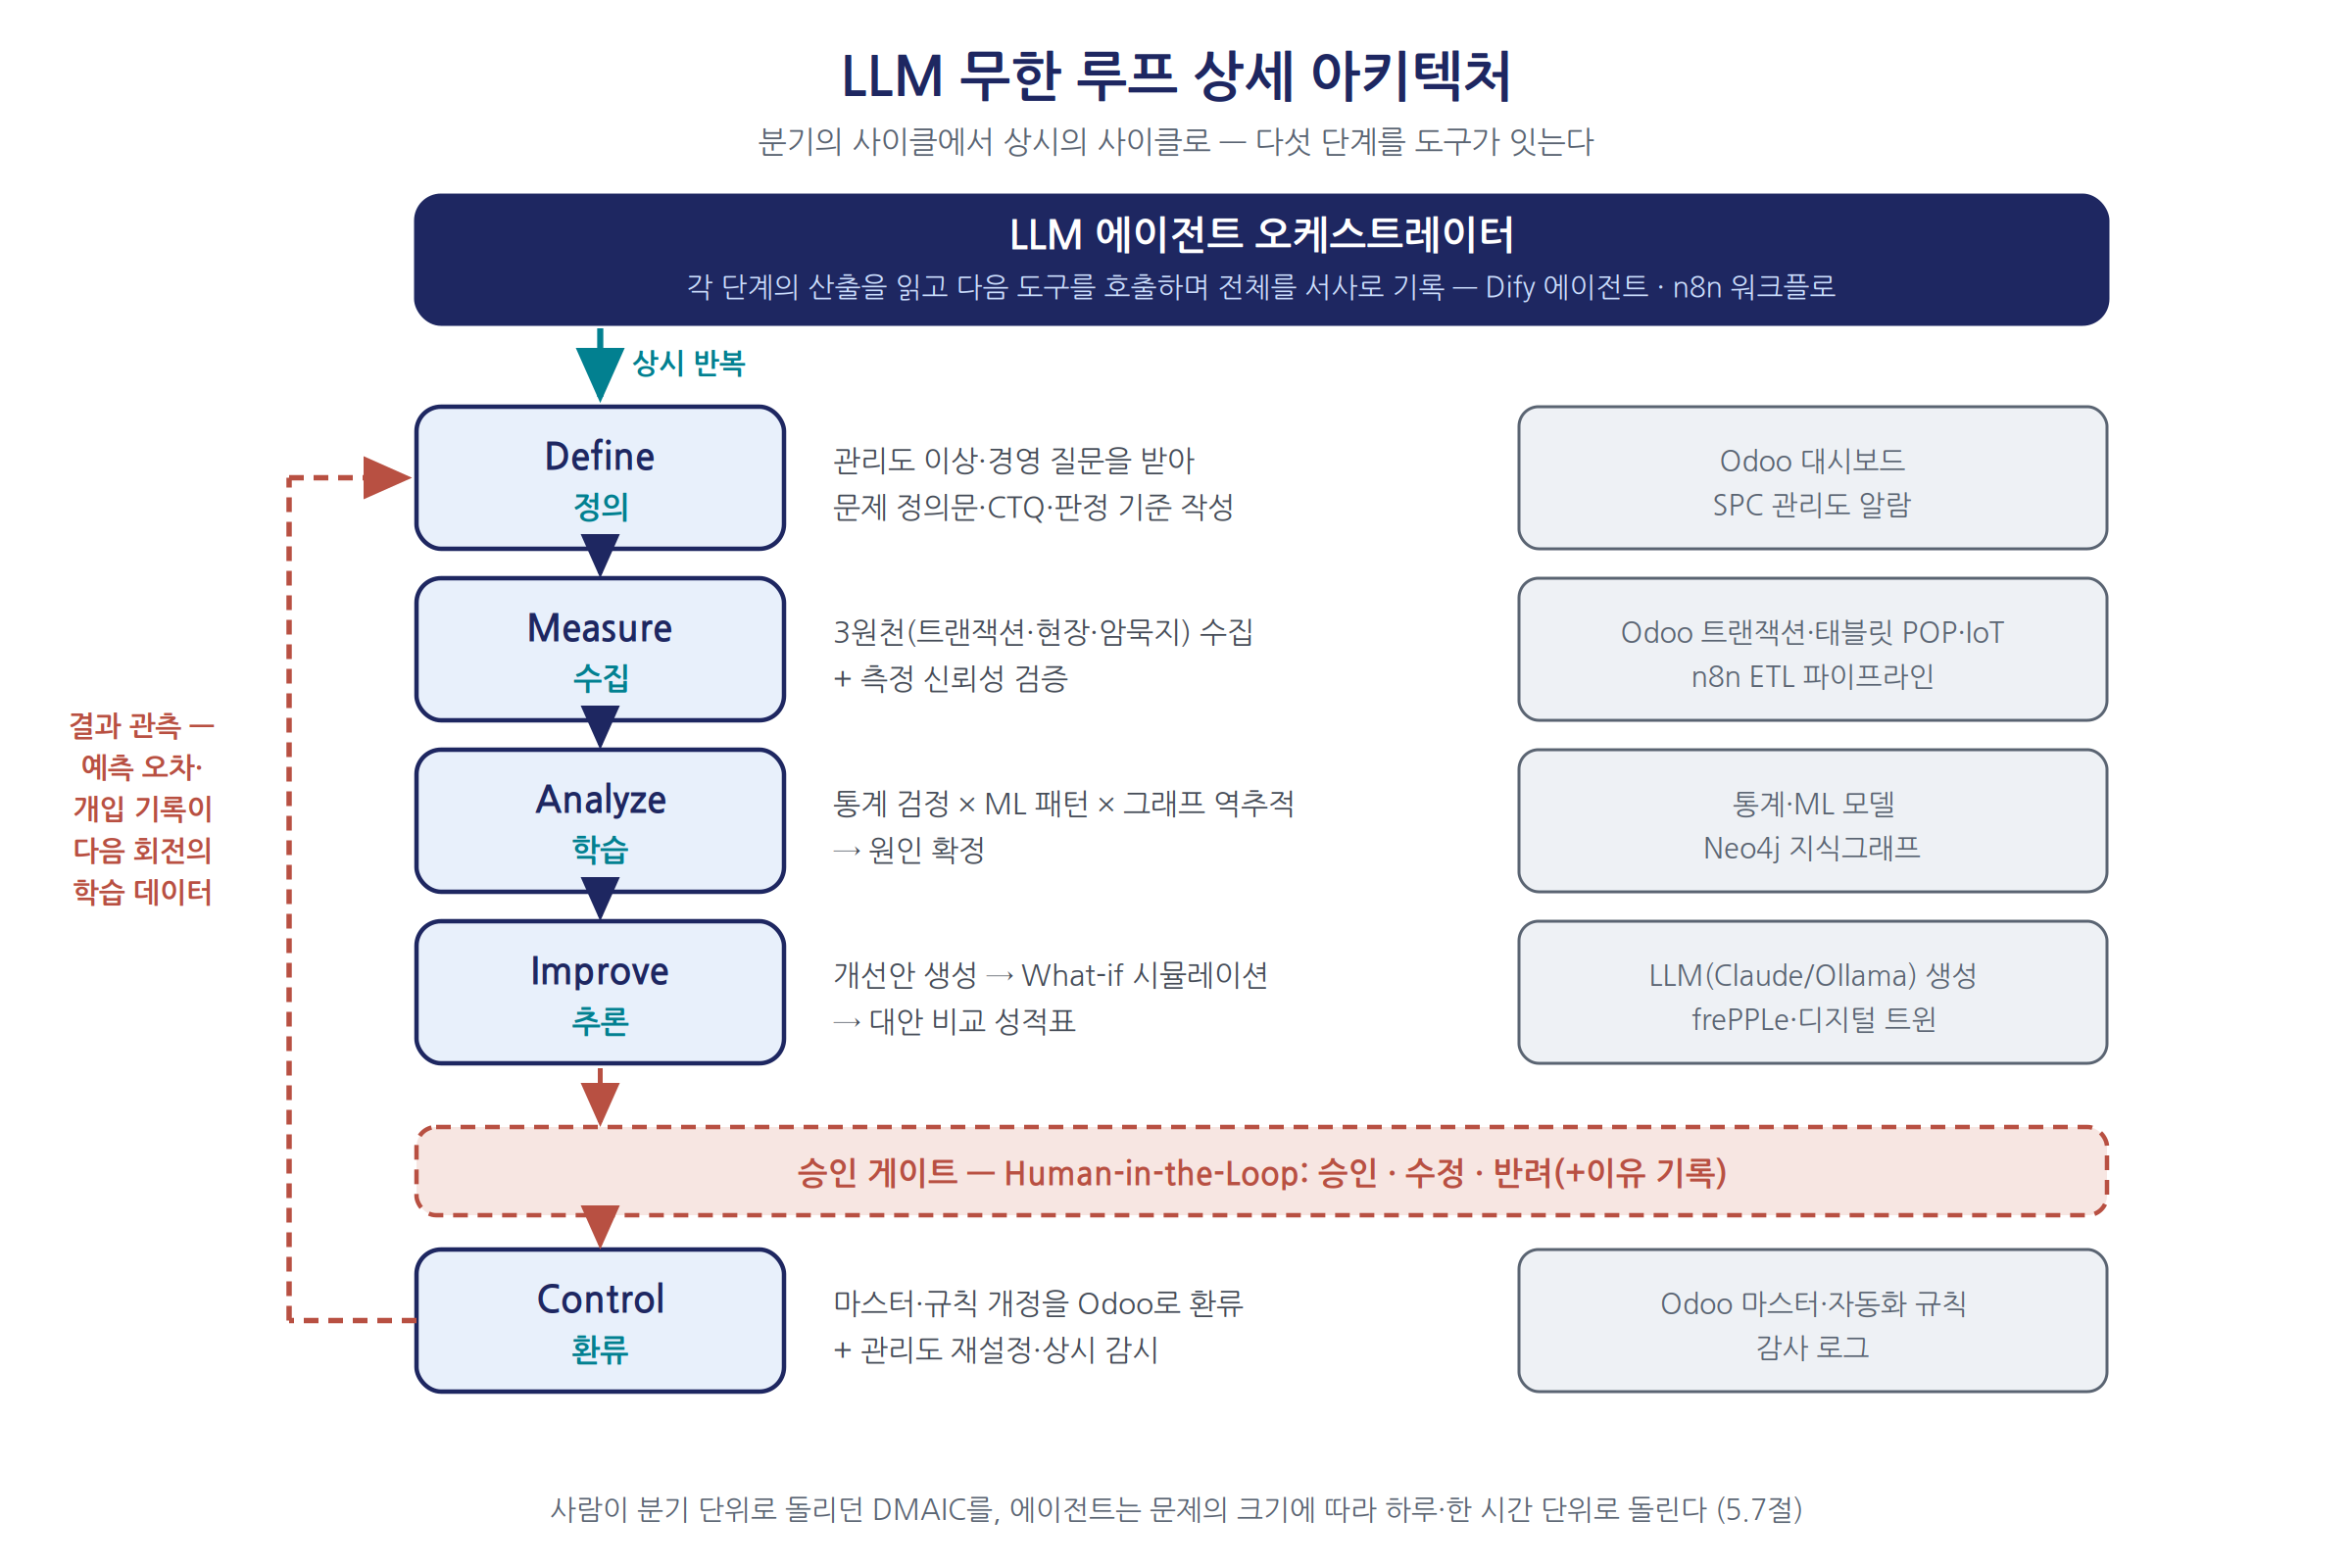 LLM 무한 루프 상세 아키텍처
분기의 사이클에서 상시의 사이클로 — 다섯 단계를 도구가 잇는다
LLM 에이전트 오케스트레이터
각 단계의 산출을 읽고 다음 도구를 호출하며 전체를 서사로 기록 — Dify 에이전트 · n8n 워크플로
상시 반복
Define
정의
관리도 이상·경영 질문을 받아
문제 정의문·CTQ·판정 기준 작성
Odoo 대시보드
SPC 관리도 알람
Measure
수집
3원천(트랜잭션·현장·암묵지) 수집
+ 측정 신뢰성 검증
Odoo 트랜잭션·태블릿 POP·IoT
n8n ETL 파이프라인
결과 관측 —
예측 오차·
개입 기록이
다음 회전의
학습 데이터
Analyze
학습
통계 검정 × ML 패턴 × 그래프 역추적
→ 원인 확정
통계·ML 모델
Neo4j 지식그래프
Improve
추론
개선안 생성 → What-if 시뮬레이션
→ 대안 비교 성적표
LLM(Claude/Ollama) 생성
frePPLe·디지털 트윈
승인 게이트 — Human-in-the-Loop: 승인 · 수정 · 반려(+이유 기록)
Control
환류
마스터·규칙 개정을 Odoo로 환류
+ 관리도 재설정·상시 감시
Odoo 마스터·자동화 규칙
감사 로그
사람이 분기 단위로 돌리던 DMAIC를, 에이전트는 문제의 크기에 따라 하루·한 시간 단위로 돌린다 (5.7절)